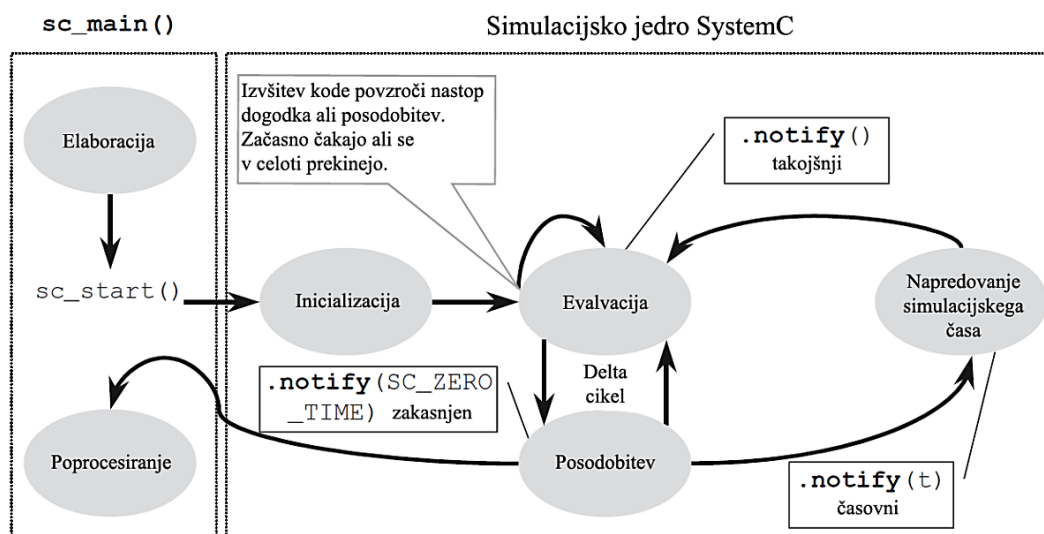 sc_main()
Simulacijsko jedro SystemC
Elaboracija
Izvšitev kode povzroči nastop
dogodka ali posodobitev.
Začasno čakajo ali se
v celoti prekinejo.
.notify()
takojšnji
sc_start()
Inicializacija
Evalvacija
Napredovanje
simulacijskega
časa
.notify(SC_ZERO
_TIME) zakasnjen
Delta
cikel
Poprocesiranje
Posodobitev
.notify(t)
časovni